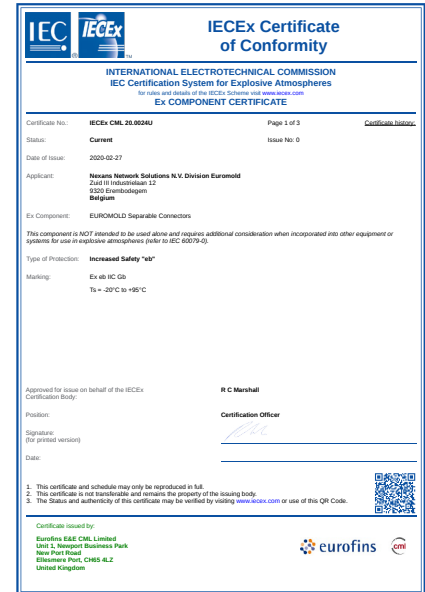 IEC
IECEx
®
TM
IECEx Certificate
of Conformity
INTERNATIONAL ELECTROTECHNICAL COMMISSION
IEC Certification System for Explosive Atmospheres
for rules and details of the IECEx Scheme visit www.iecex.com
Ex COMPONENT CERTIFICATE
Certificate No.: IECEx CML 20.0024U Page 1 of 3 Certificate history:
Status: Current Issue No: 0
Date of Issue: 2020-02-27
Applicant: Nexans Network Solutions N.V. Division Euromold
Zuid III Industrielaan 12
9320 Erembodegem
Belgium
Ex Component: EUROMOLD Separable Connectors
This component is NOT intended to be used alone and requires additional consideration when incorporated into other equipment or
systems for use in explosive atmospheres (refer to IEC 60079-0).
Type of Protection: Increased Safety "eb"
Marking: Ex eb IIC Gb
Ts = -20°C to +95°C
Approved for issue on behalf of the IECEx R C Marshall
Certification Body:
Position: Certification Officer
Signature:
(for printed version)
Date:
1. This certificate and schedule may only be reproduced in full.
2. This certificate is not transferable and remains the property of the issuing body.
3. The Status and authenticity of this certificate may be verified by visiting www.iecex.com or use of this QR Code.
Certificate issued by:
Eurofins E&E CML Limited
Unit 1, Newport Business Park
New Port Road
Ellesmere Port, CH65 4LZ
United Kingdom
eurofins
cml